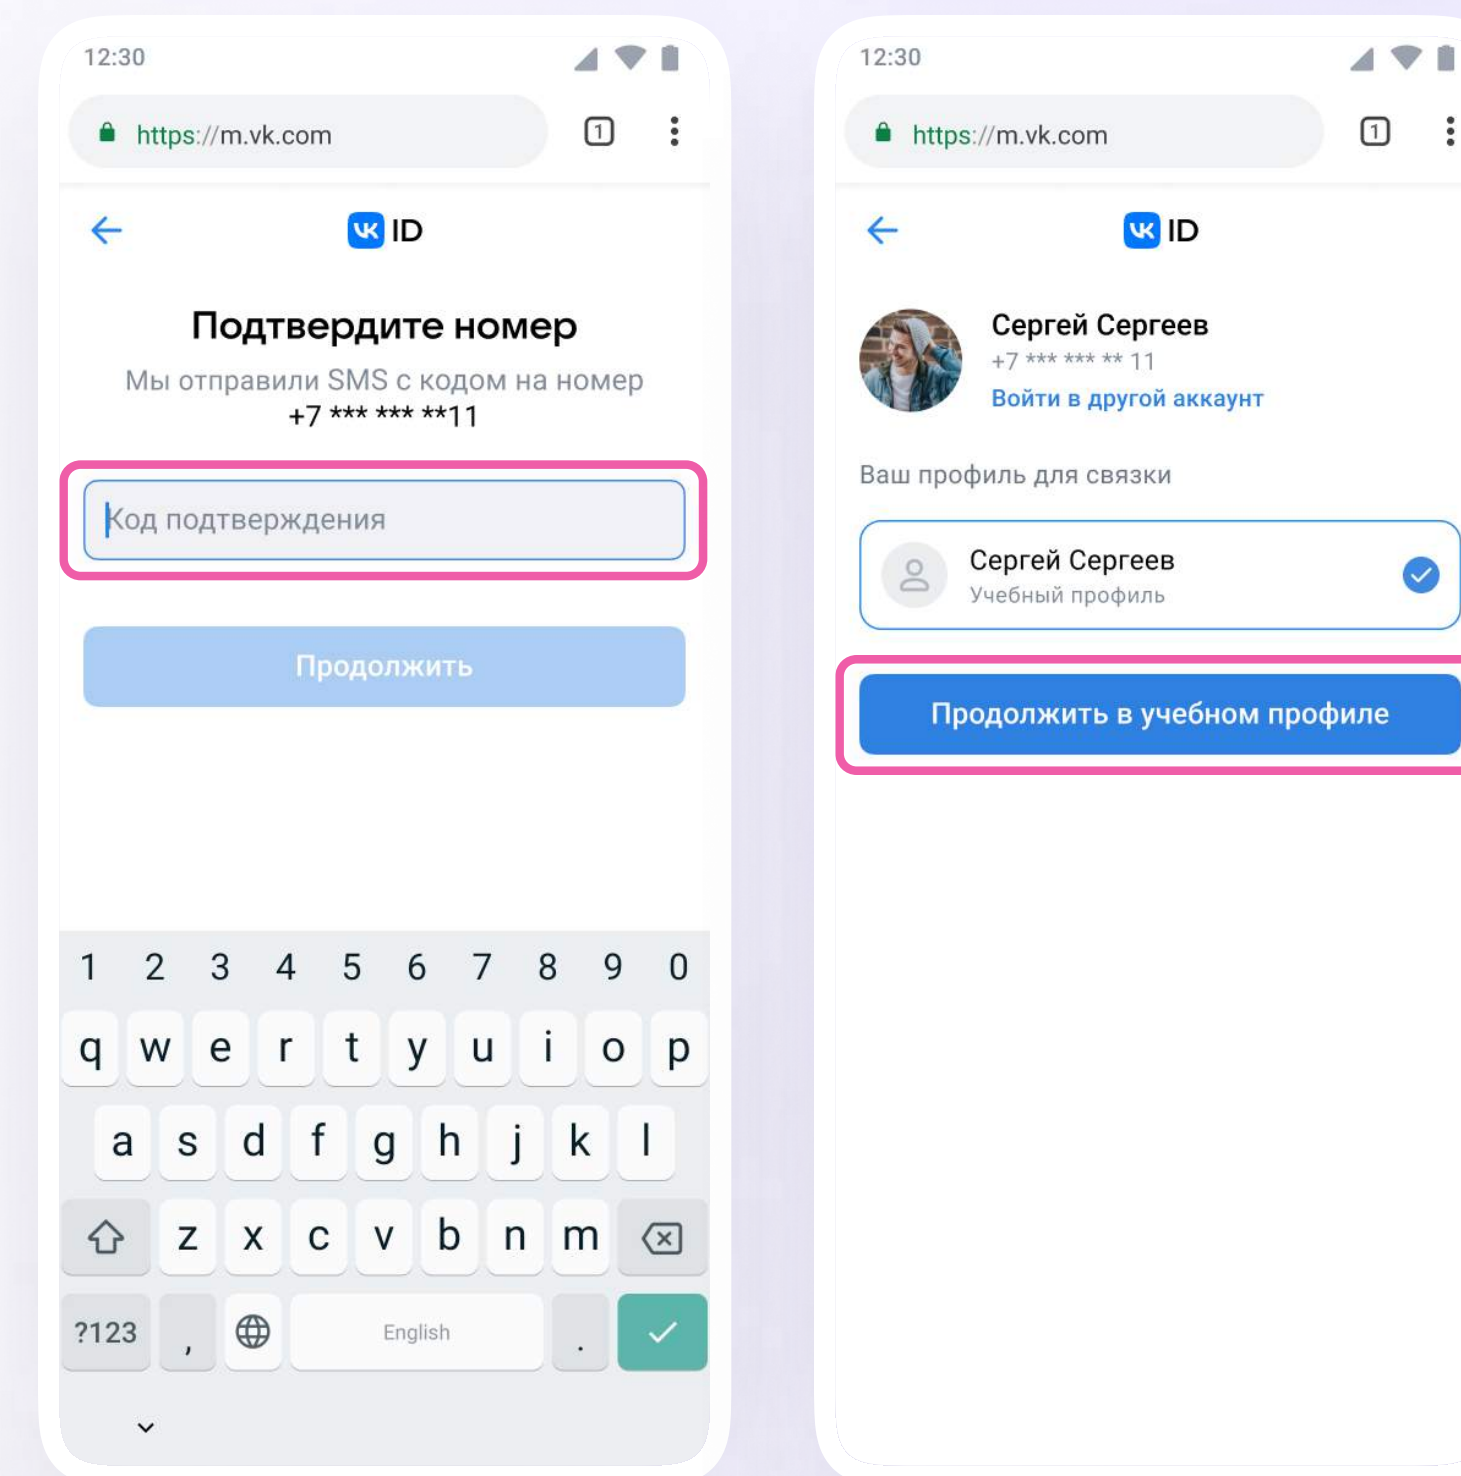 12:30
https://m.vk.com
1
VK ID
Подтвердите номер
Мы отправили SMS с кодом на номер
+7 *** *** **11
Код подтверждения
Продолжить
1 2 3 4 5 6 7 8 9 0
q w e r t y u i o p
a s d f g h j k l
z x c v b n m
?123 , English .
12:30
https://m.vk.com
1
VK ID
Сергей Сергеев
+7 *** *** ** 11
Войти в другой аккаунт
Ваш профиль для связки
Сергей Сергеев
Учебный профиль
Продолжить в учебном профиле